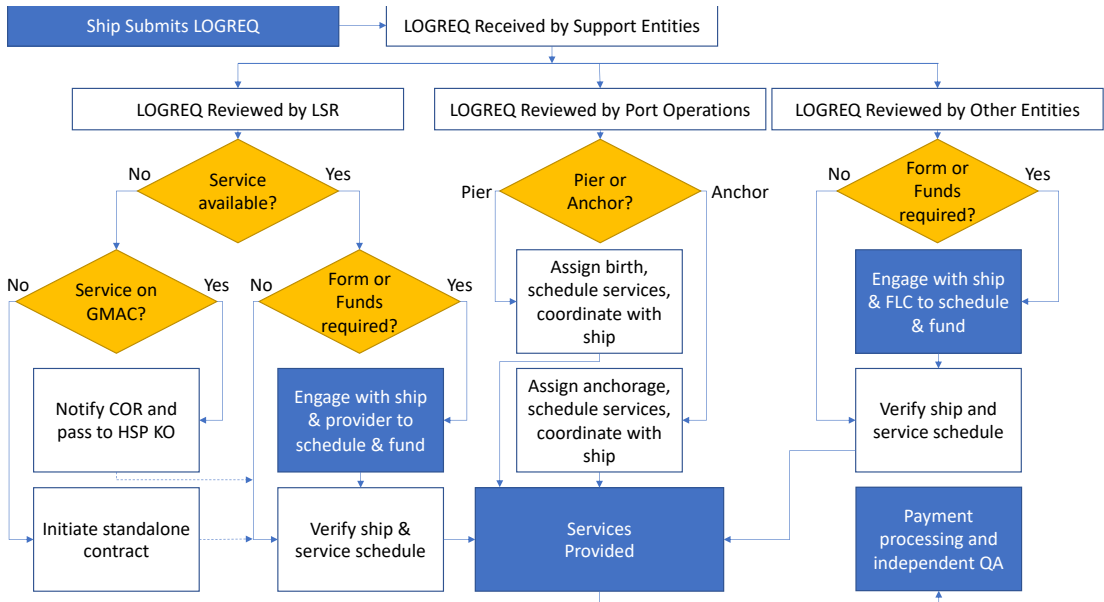 Ship Submits LOGREQ
LOGREQ Received by Support Entities
LOGREQ Reviewed by LSR
LOGREQ Reviewed by Port Operations
LOGREQ Reviewed by Other Entities
No
Service
available?
Yes
Pier
Pier or
Anchor?
Anchor
No
Form or
Funds
required?
Yes
No
Service on
GMAC?
Yes
No
Form or
Funds
required?
Yes
Assign birth,
schedule services,
coordinate with
ship
Engage with ship
& FLC to schedule
& fund
Notify COR and
pass to HSP KO
Engage with ship
& provider to
schedule & fund
Assign anchorage,
schedule services,
coordinate with
ship
Verify ship and
service schedule
Initiate standalone
contract
Verify ship &
service schedule
Services
Provided
Payment
processing and
independent QA